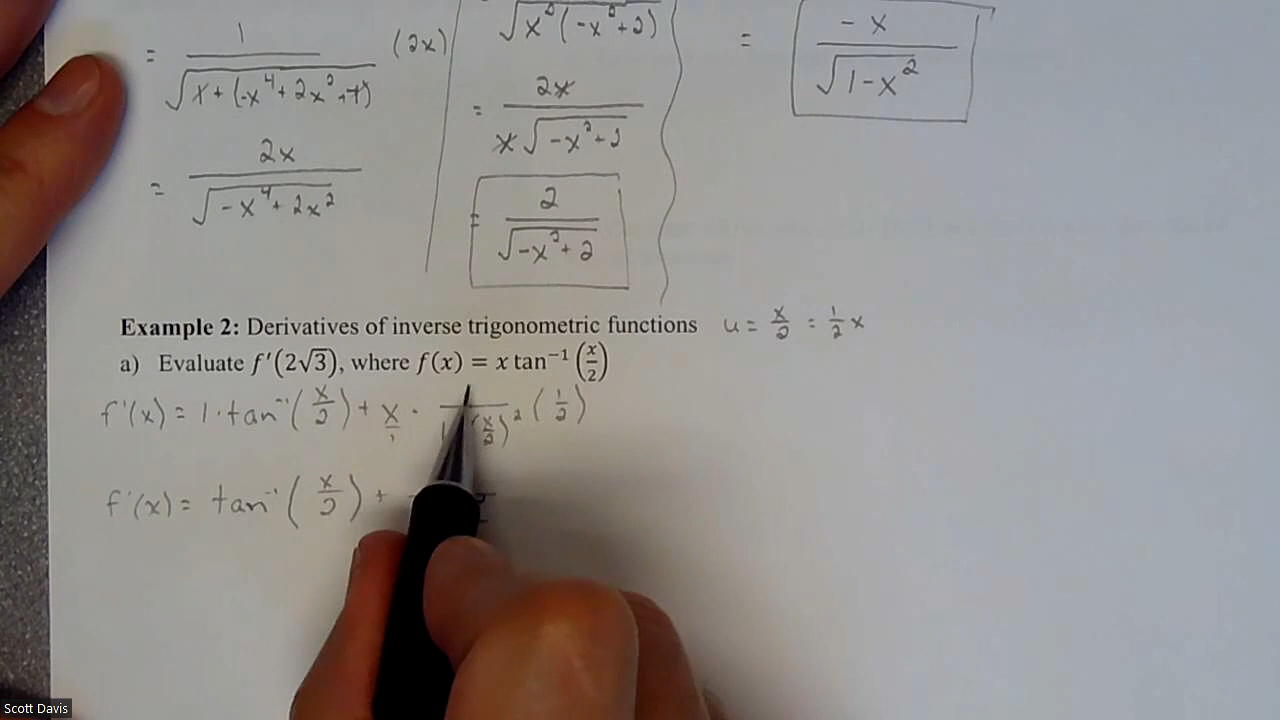 = 1 / √(x + (-x⁴ + 2x² + 1)) (2x)
= 2x / √(-x⁴ + 2x²)
√(x²(-x²+2))
= 2x / x√(-x²+2)
= 2 / √(-x²+2)
= -x / √(1-x²)
Example 2: Derivatives of inverse trigonometric functions u = x/2 = 1/2 x
a) Evaluate f′(2√3), where f(x) = x tan⁻¹(x/2)
f'(x) = 1 · tan⁻¹(x/2) + x/1 · (x/2)² (1/2)
f'(x) = tan⁻¹(x/2) +
Scott Davis